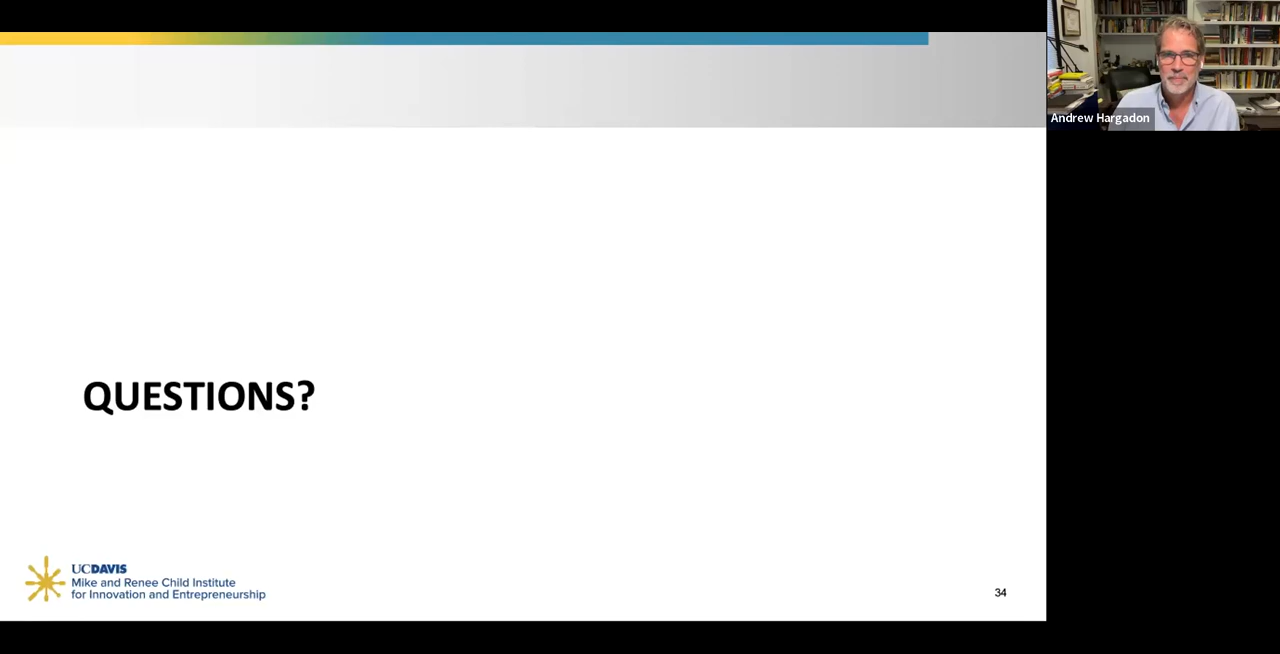 Andrew Hargadon
QUESTIONS?
UCDAVIS
Mike and Renee Child Institute
for Innovation and Entrepreneurship
34